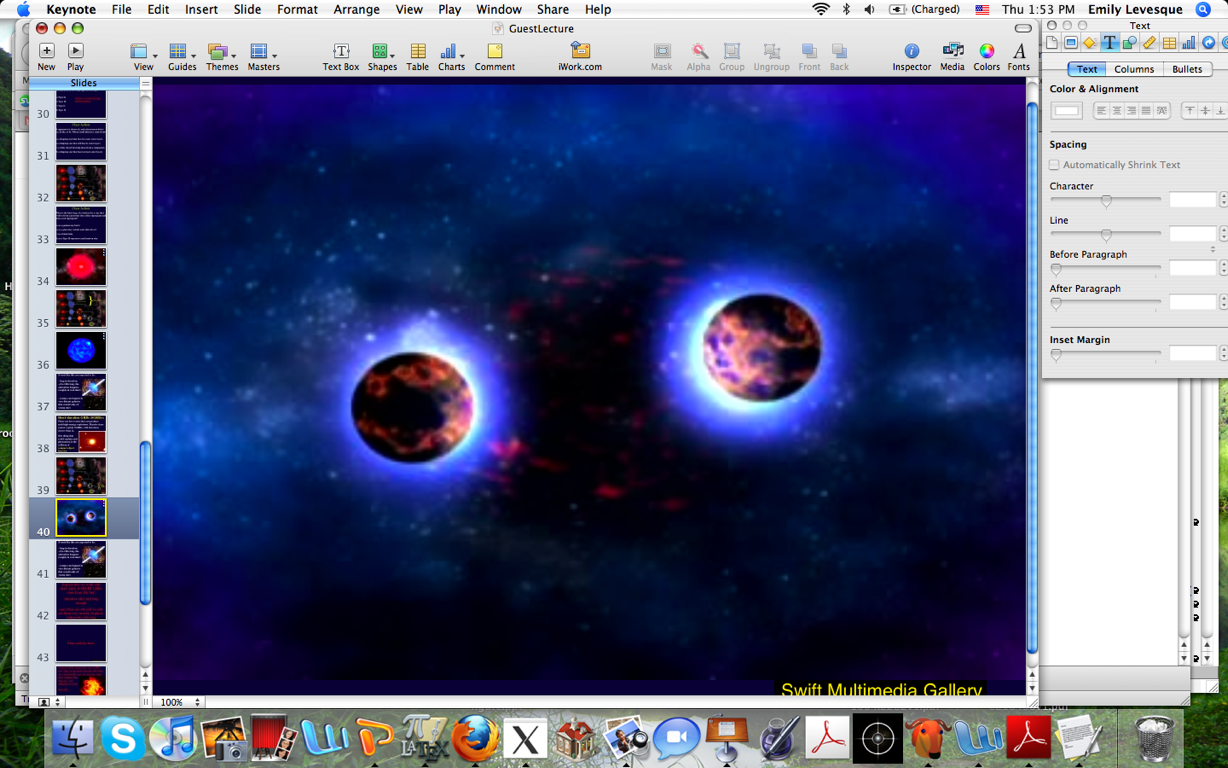 Keynote File Edit Insert Slide Format Arrange View Play Window Share Help (Charged) Thu 1:53 PM Emily Levesque
GuestLecture
Text
New Play View Guides Themes Masters Text Box Shapes Table Charts Comment iWork.com Mask Alpha Group Ungroup Front Back Inspector Media Colors Fonts
Text Columns Bullets
Slides
Color & Alignment
Spacing
Automatically Shrink Text
Character
Line
Before Paragraph
After Paragraph
Inset Margin
30
31
32
33
34
35
36
37
38
39
40
41
42
43
Swift Multimedia Gallery
100%